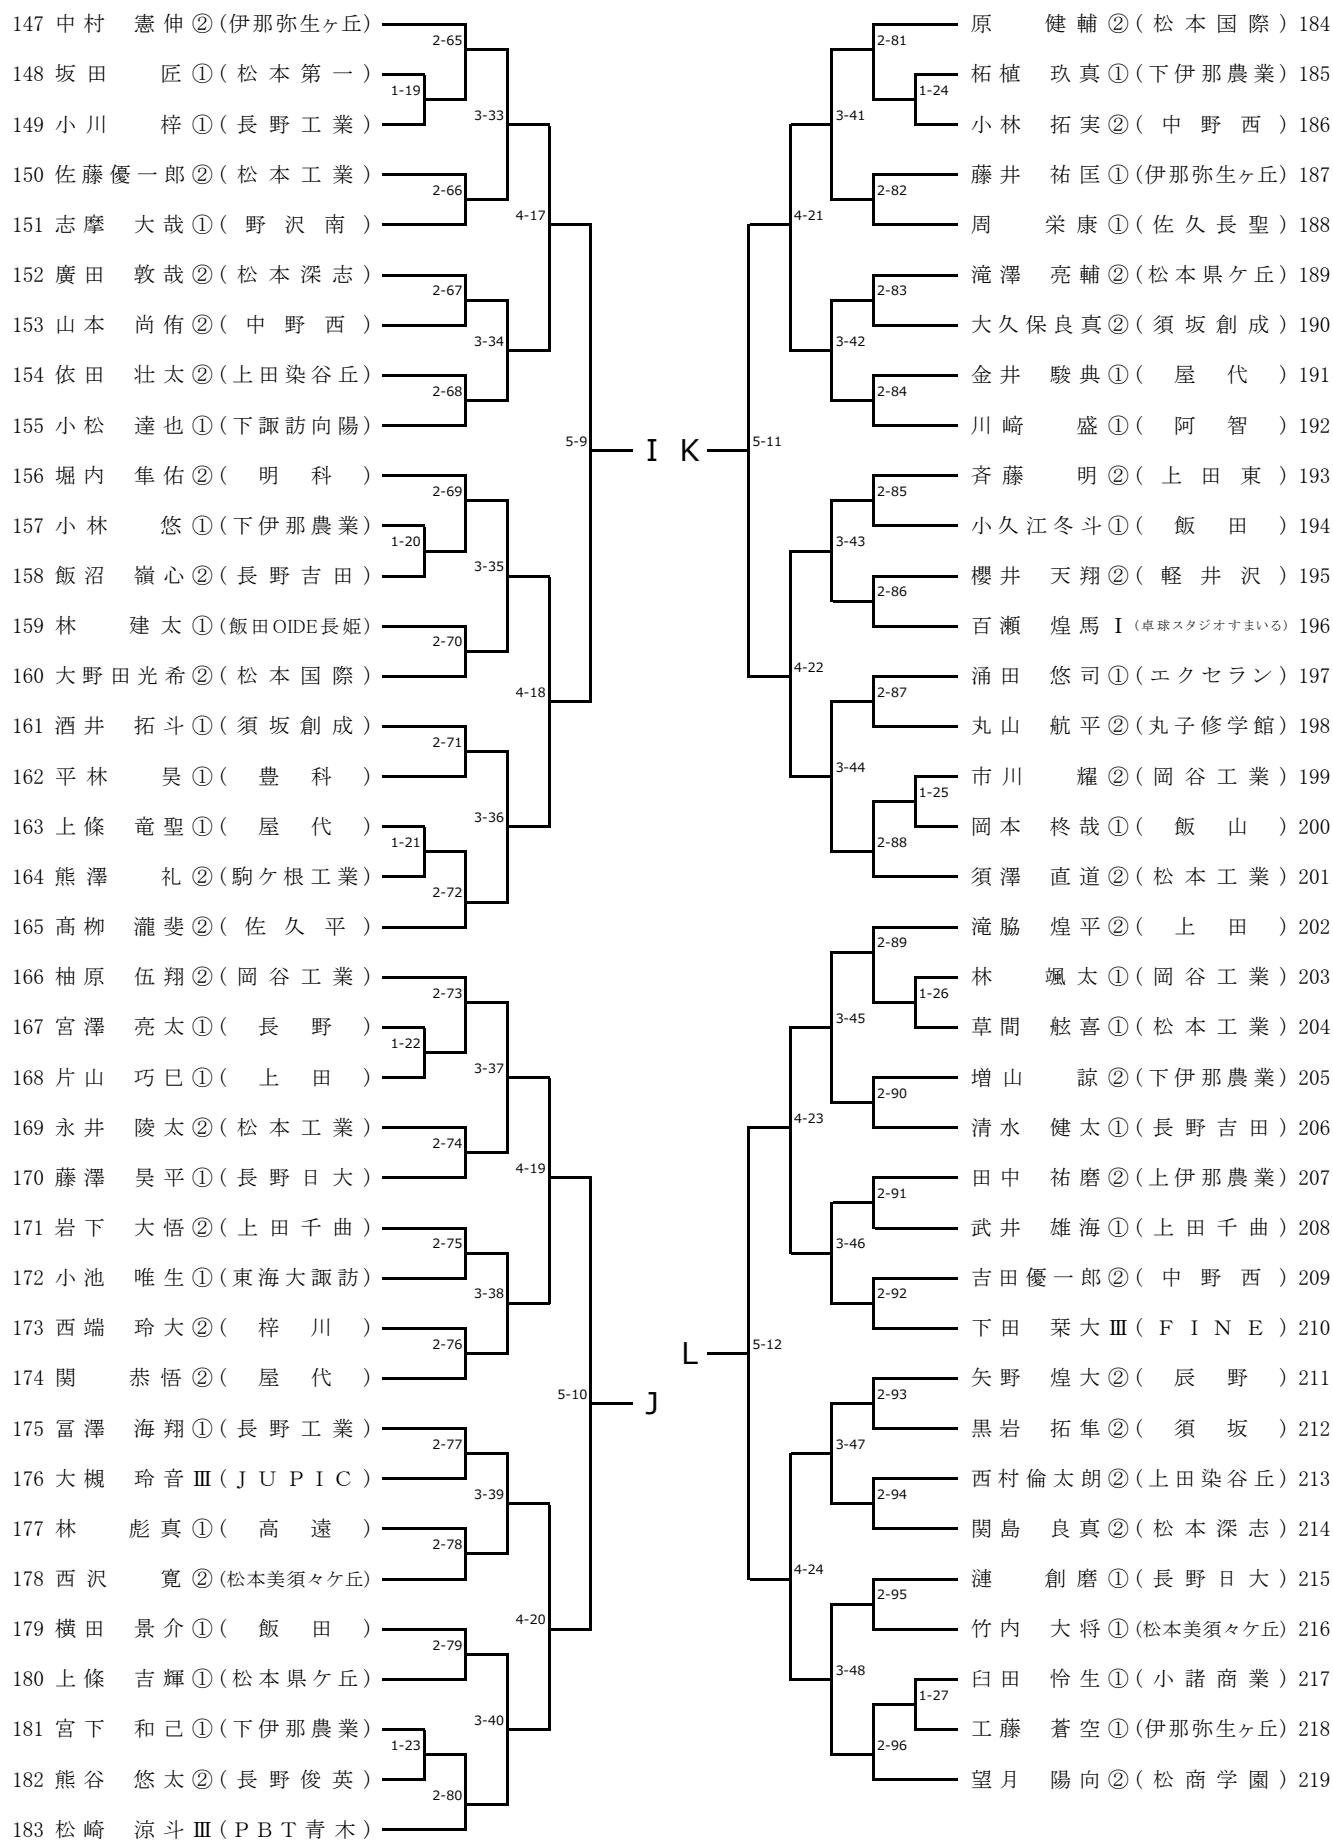 147 中村 憲伸②(伊那弥生ヶ丘)
148 坂田 匠①(松本第一)
149 小川 梓①(長野工業)
150 佐藤優一郎②(松本工業)
151 志摩 大哉①(野沢南)
152 廣田 敦哉②(松本深志)
153 山本 尚侑②(中野西)
154 依田 壮太②(上田染谷丘)
155 小松 達也①(下諏訪向陽)
156 堀内 隼佑②(明科)
157 小林 悠①(下伊那農業)
158 飯沼 嶺心②(長野吉田)
159 林 建太①(飯田OIDE長姫)
160 大野田光希②(松本国際)
161 酒井 拓斗①(須坂創成)
162 平林 昊①(豊科)
163 上條 竜聖①(屋代)
164 熊澤 礼②(駒ケ根工業)
165 髙栁 瀧斐②(佐久平)
166 柚原 伍翔②(岡谷工業)
167 宮澤 亮太①(長野)
168 片山 巧巳①(上田)
169 永井 陵太②(松本工業)
170 藤澤 昊平①(長野日大)
171 岩下 大悟②(上田千曲)
172 小池 唯生①(東海大諏訪)
173 西端 玲大②(梓川)
174 関 恭悟②(屋代)
175 冨澤 海翔①(長野工業)
176 大槻 玲音Ⅲ(JUPIC)
177 林 彪真①(高遠)
178 西沢 寛②(松本美須々ケ丘)
179 横田 景介①(飯田)
180 上條 吉輝①(松本県ケ丘)
181 宮下 和己①(下伊那農業)
182 熊谷 悠太②(長野俊英)
183 松崎 涼斗Ⅲ(PBT青木)
1-19
1-20
1-21
1-22
1-23
2-65
2-66
2-67
2-68
2-69
2-70
2-71
2-72
2-73
2-74
2-75
2-76
2-77
2-78
2-79
2-80
3-33
3-34
3-35
3-36
3-37
3-38
3-39
3-40
4-17
4-18
4-19
4-20
5-9
5-10
I
J
K
L
5-11
5-12
4-21
4-22
4-23
4-24
3-41
3-42
3-43
3-44
3-45
3-46
3-47
3-48
2-81
2-82
2-83
2-84
2-85
2-86
2-87
2-88
2-89
2-90
2-91
2-92
2-93
2-94
2-95
2-96
1-24
1-25
1-26
1-27
原 健輔②(松本国際)184
柘植 玖真①(下伊那農業)185
小林 拓実②(中野西)186
藤井 祐匡①(伊那弥生ヶ丘)187
周 栄康①(佐久長聖)188
滝澤 亮輔②(松本県ケ丘)189
大久保良真②(須坂創成)190
金井 駿典①(屋代)191
川﨑 盛①(阿智)192
斉藤 明②(上田東)193
小久江冬斗①(飯田)194
櫻井 天翔②(軽井沢)195
百瀬 煌馬Ⅰ(卓球スタジオすまいる)196
涌田 悠司①(エクセラン)197
丸山 航平②(丸子修学館)198
市川 耀②(岡谷工業)199
岡本 柊哉①(飯山)200
須澤 直道②(松本工業)201
滝脇 煌平②(上田)202
林 颯太①(岡谷工業)203
草間 舷喜①(松本工業)204
増山 諒②(下伊那農業)205
清水 健太①(長野吉田)206
田中 祐磨②(上伊那農業)207
武井 雄海①(上田千曲)208
吉田優一郎②(中野西)209
下田 栞大Ⅲ(FINE)210
矢野 煌大②(辰野)211
黒岩 拓隼②(須坂)212
西村倫太朗②(上田染谷丘)213
関島 良真②(松本深志)214
漣 創磨①(長野日大)215
竹内 大将①(松本美須々ケ丘)216
臼田 怜生①(小諸商業)217
工藤 蒼空①(伊那弥生ヶ丘)218
望月 陽向②(松商学園)219